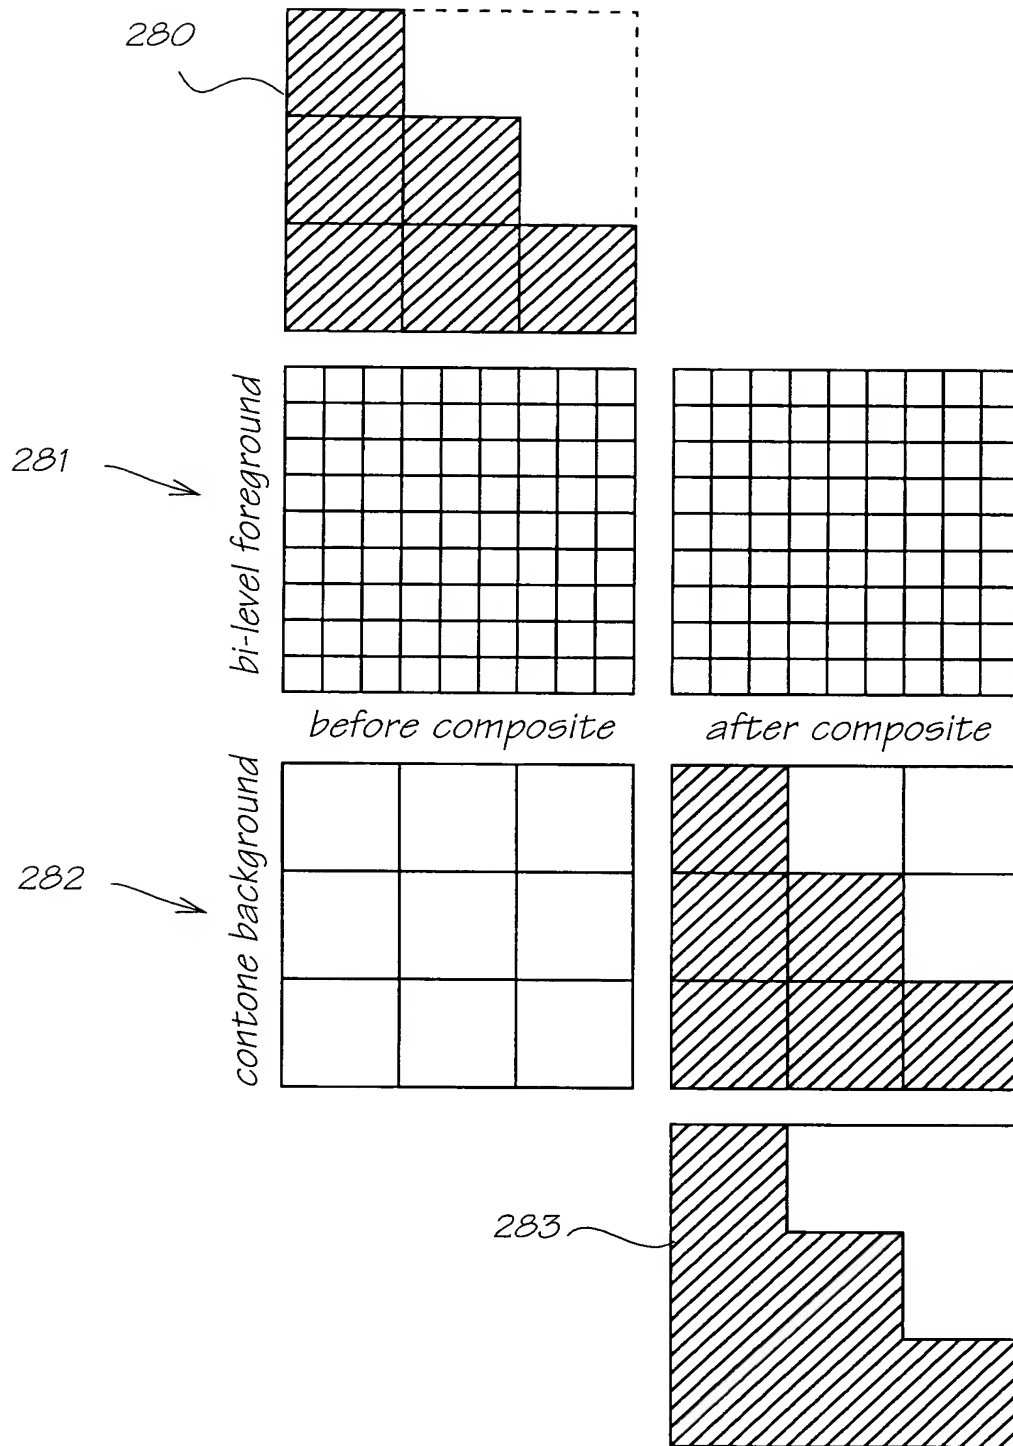 280
281
bi-level foreground
before composite
after composite
282
contone background
283